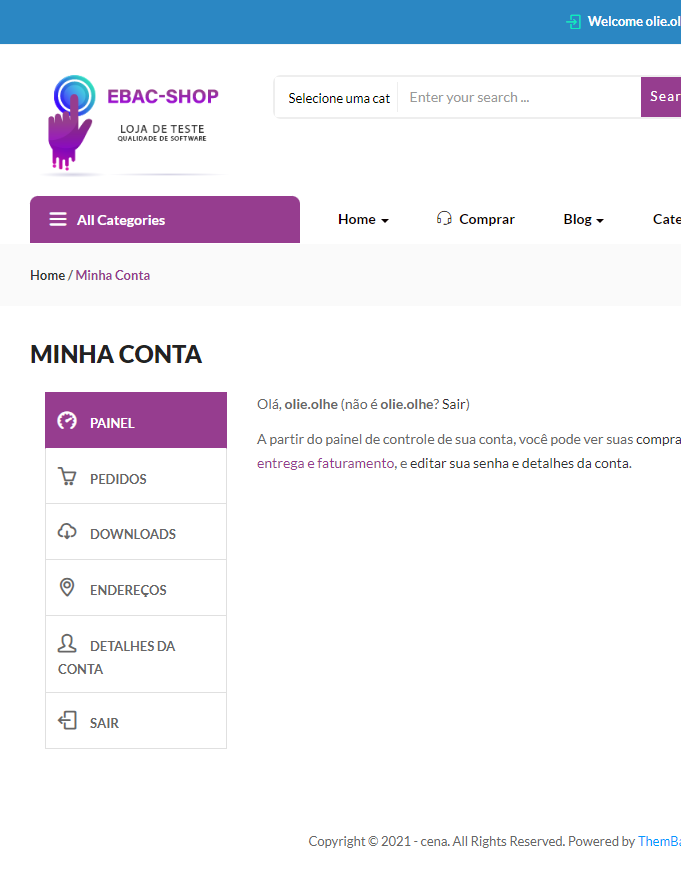 Welcome olie.ol
EBAC-SHOP
LOJA DE TESTE
QUALIDADE DE SOFTWARE
Selecione uma cat
Enter your search ...
Sear
All Categories
Home
Comprar
Blog
Cate
Home / Minha Conta
MINHA CONTA
PAINEL
PEDIDOS
DOWNLOADS
ENDEREÇOS
DETALHES DA
CONTA
SAIR
Olá, olie.olhe (não é olie.olhe? Sair)
A partir do painel de controle de sua conta, você pode ver suas compra
entrega e faturamento, e editar sua senha e detalhes da conta.
Copyright © 2021 - cena. All Rights Reserved. Powered by ThemBa